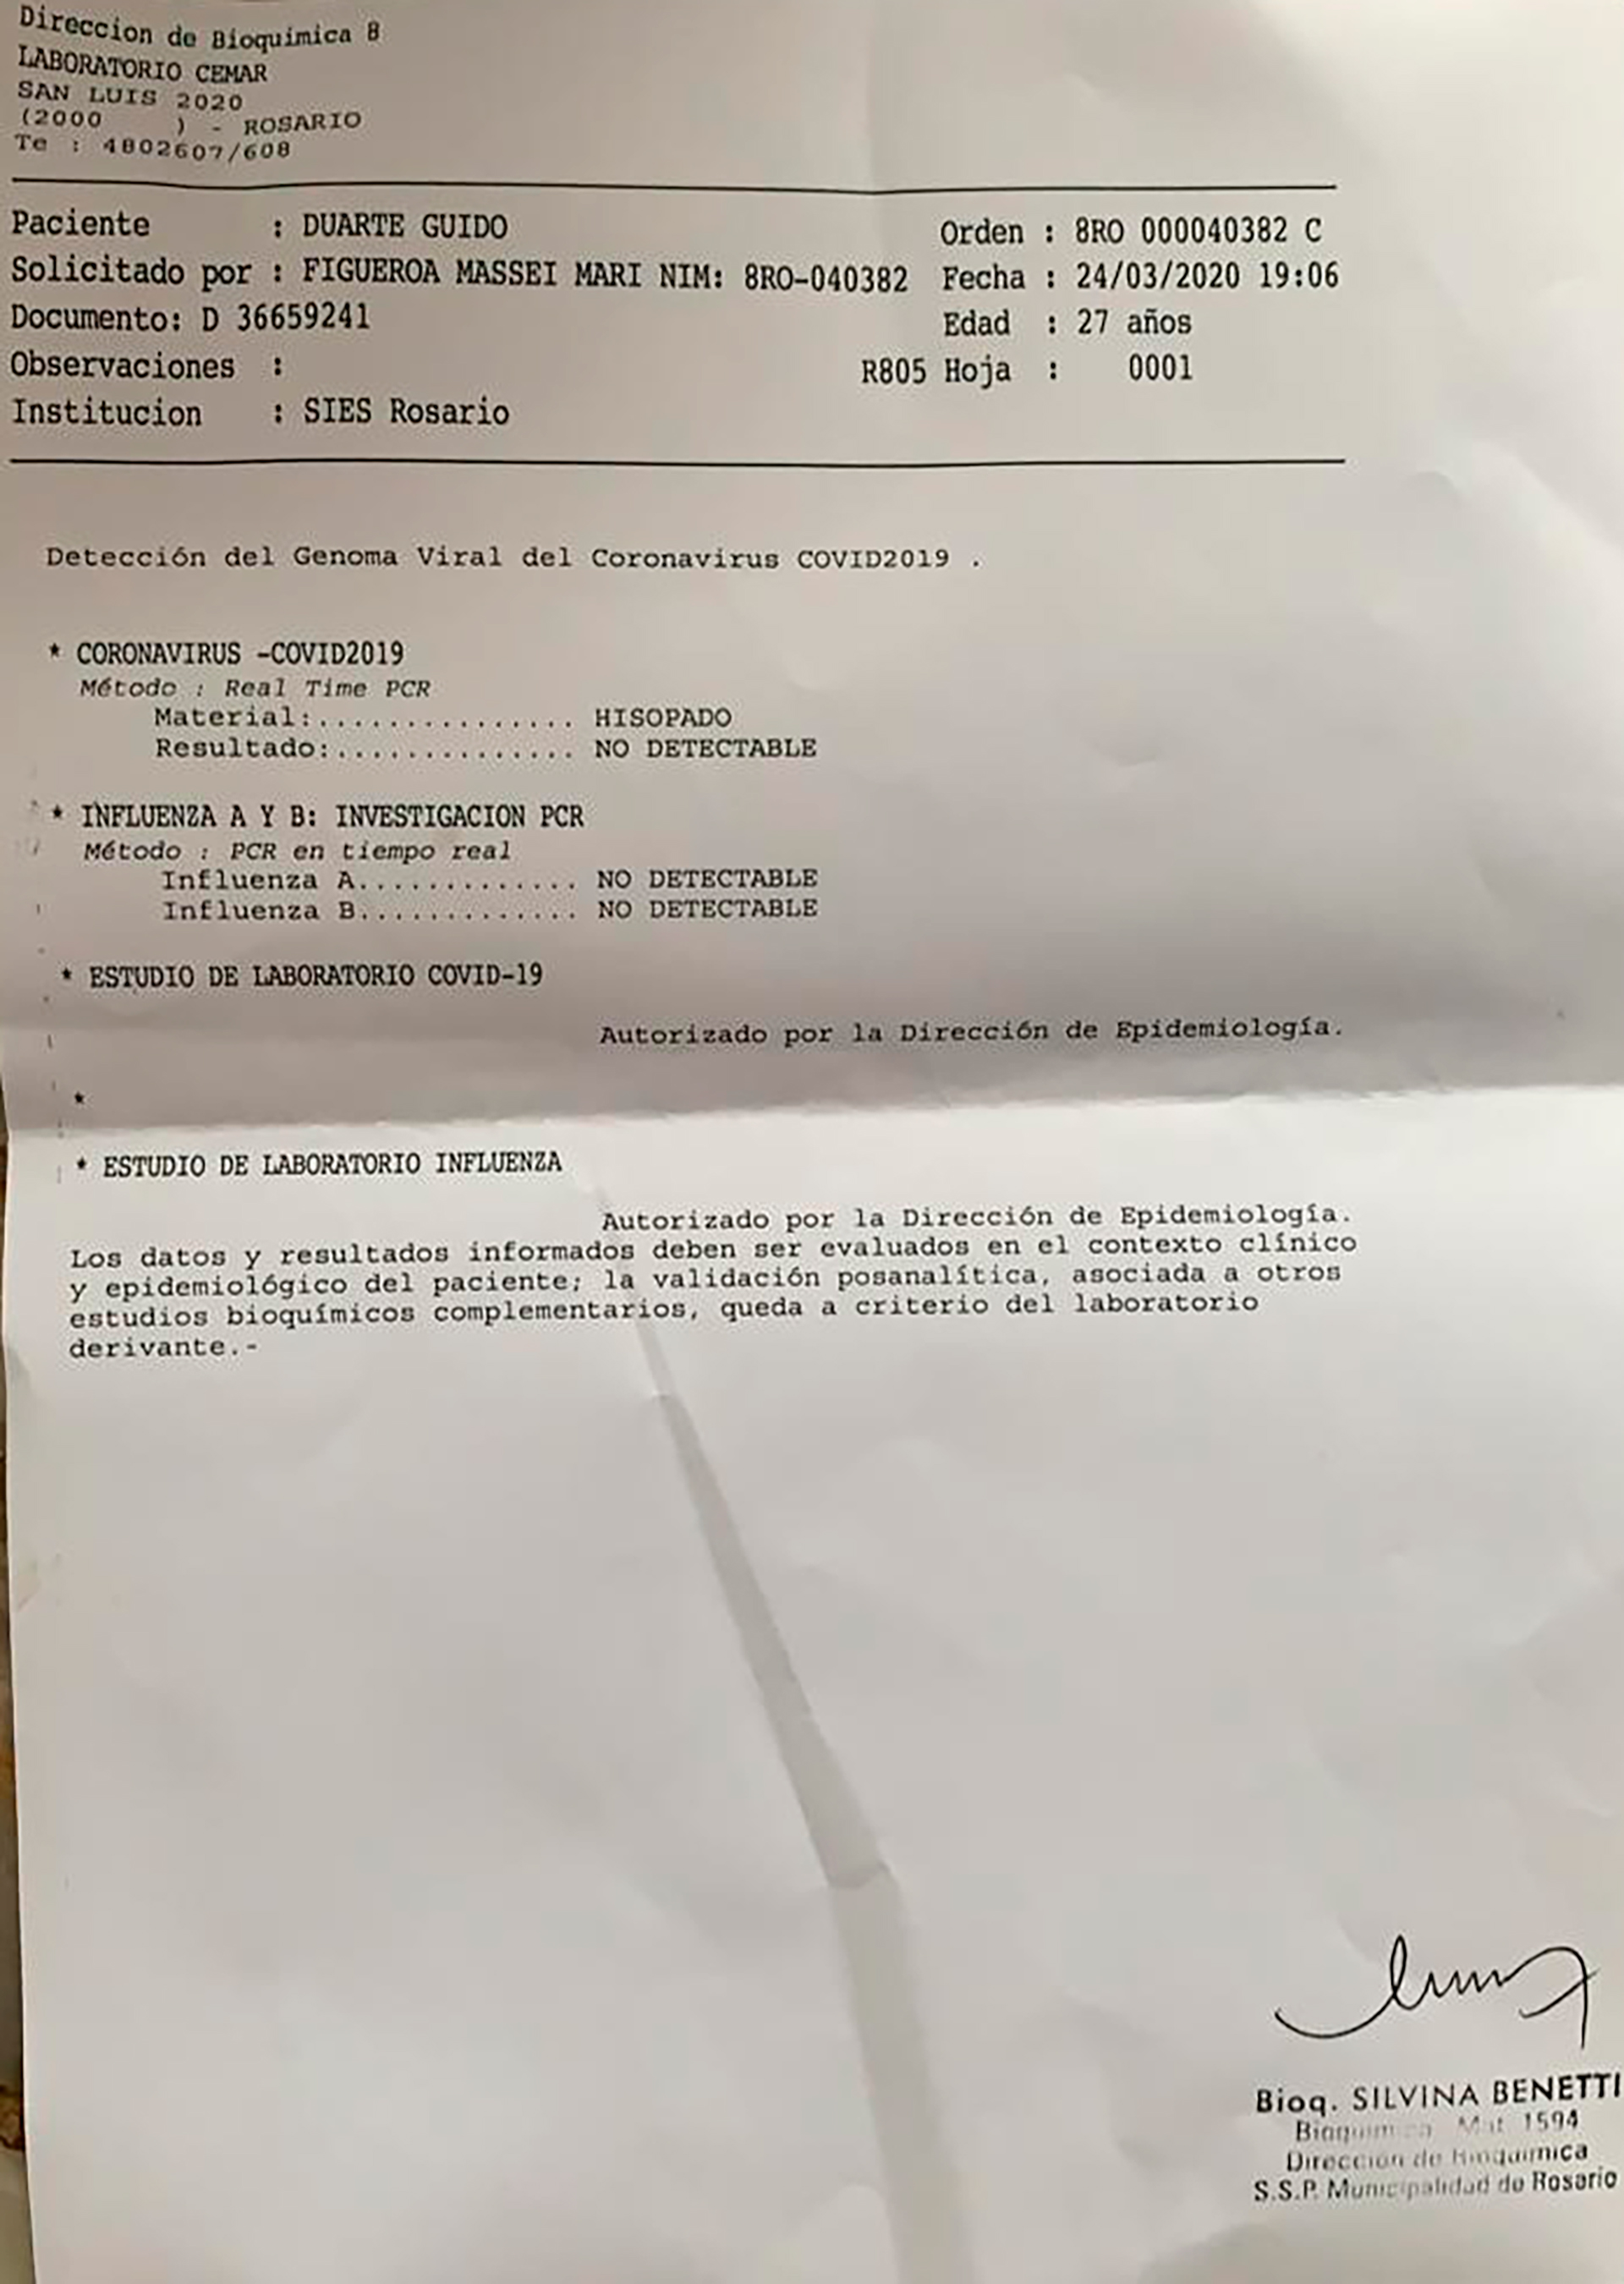 Direccion de Bioquimica 8
LABORATORIO CEMAR
SAN LUIS 2020
(2000 ) - ROSARIO
Te : 4802607/608
Paciente : DUARTE GUIDO Orden : 8RO 000040382 C
Solicitado por : FIGUEROA MASSEI MARI NIM: 8RO-040382 Fecha : 24/03/2020 19:06
Documento: D 36659241 Edad : 27 años
Observaciones : R805 Hoja : 0001
Institucion : SIES Rosario
Detección del Genoma Viral del Coronavirus COVID2019 .
* CORONAVIRUS -COVID2019
Método : Real Time PCR
Material:............... HISOPADO
Resultado:.............. NO DETECTABLE
* INFLUENZA A Y B: INVESTIGACION PCR
Método : PCR en tiempo real
Influenza A............. NO DETECTABLE
Influenza B............. NO DETECTABLE
* ESTUDIO DE LABORATORIO COVID-19
Autorizado por la Dirección de Epidemiología.
*
* ESTUDIO DE LABORATORIO INFLUENZA
Autorizado por la Dirección de Epidemiología.
Los datos y resultados informados deben ser evaluados en el contexto clínico
y epidemiológico del paciente; la validación posanalítica, asociada a otros
estudios bioquímicos complementarios, queda a criterio del laboratorio
derivante.-
Bioq. SILVINA BENETTI
Bioquimica Mat 1594
Dirección de Bioquimica
S.S.P. Municipalidad de Rosario